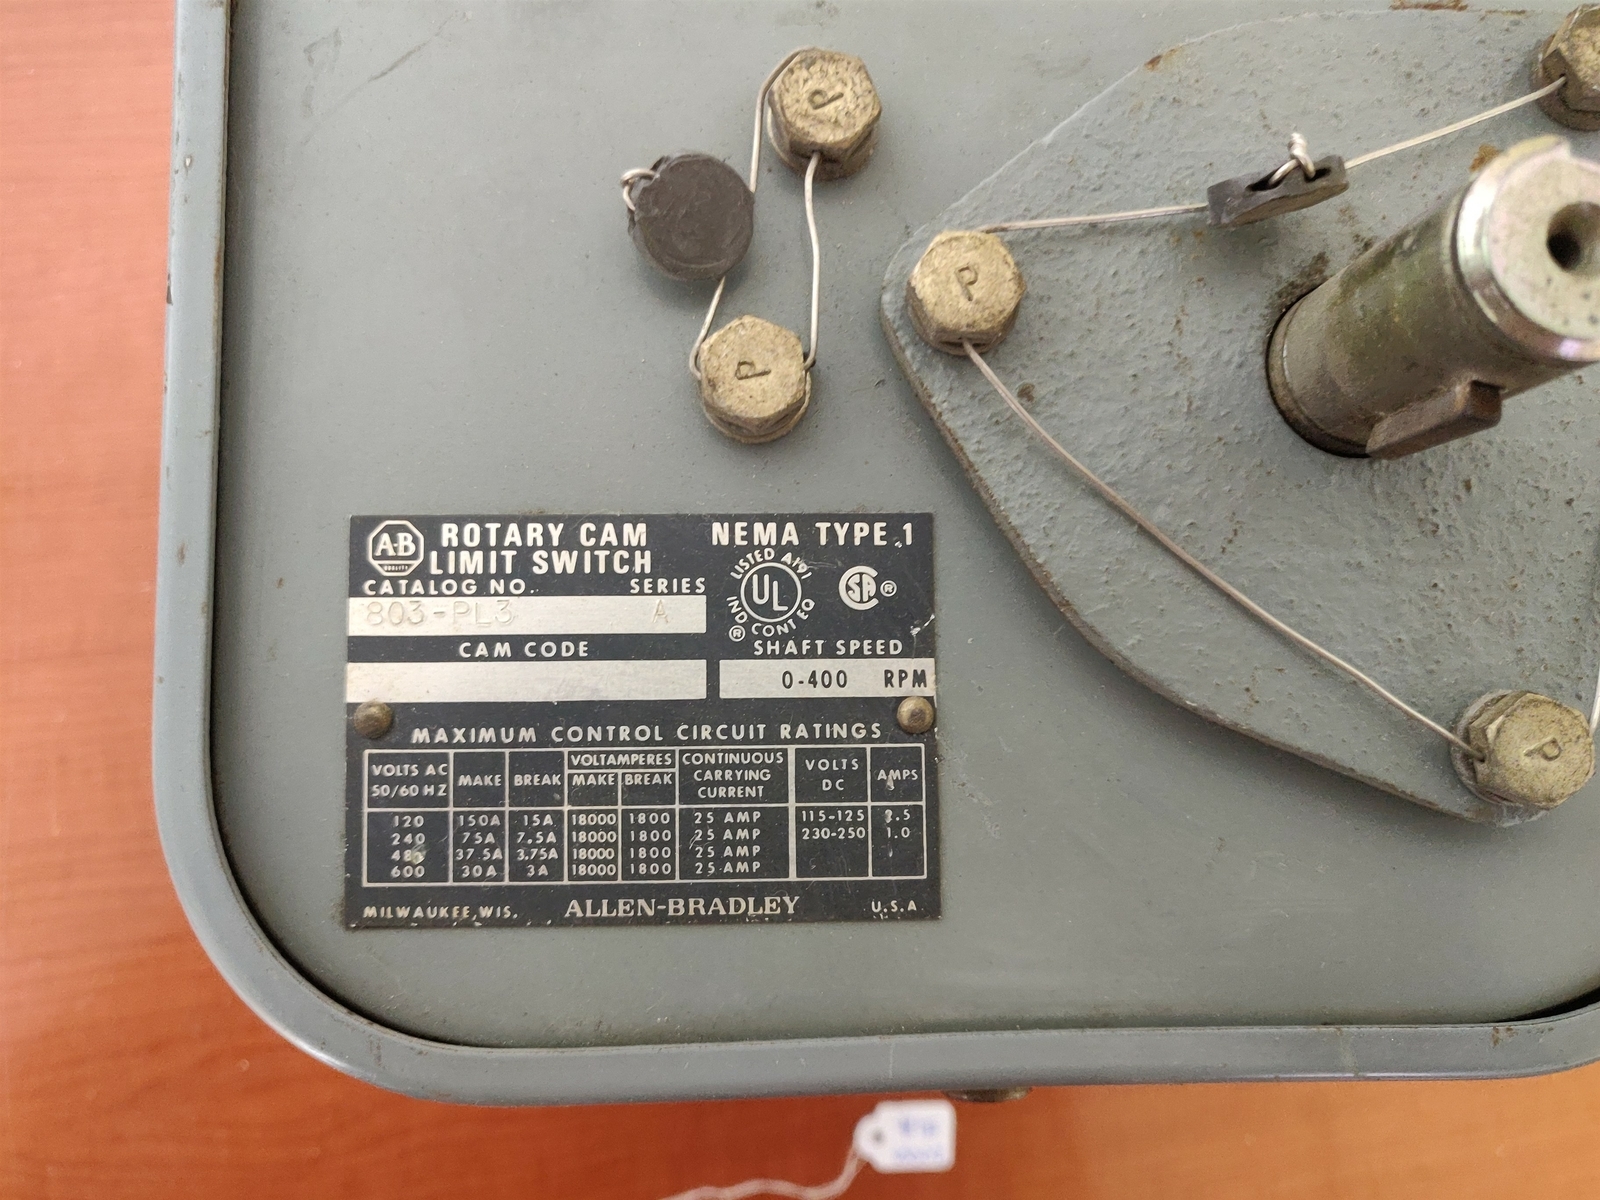 P
P
P
P
A-B
QUALITY
ROTARY CAM
LIMIT SWITCH
NEMA TYPE 1
CATALOG NO. SERIES
803-PL3 A
LISTED A191
UL
IND CONT EQ
®
SA ®
CAM CODE
SHAFT SPEED
0-400 RPM
MAXIMUM CONTROL CIRCUIT RATINGS
VOLTS AC
50/60 HZ
MAKE
BREAK
VOLTAMPERES
MAKE BREAK
CONTINUOUS
CARRYING
CURRENT
VOLTS
DC
AMPS
120 150A 15A 18000 1800 25 AMP 115-125
240 75A 7.5A 18000 1800 25 AMP 230-250 1.0
480 37.5A 3.75A 18000 1800 25 AMP
600 30A 3A 18000 1800 25 AMP
MILWAUKEE, WIS. ALLEN-BRADLEY U.S.A.